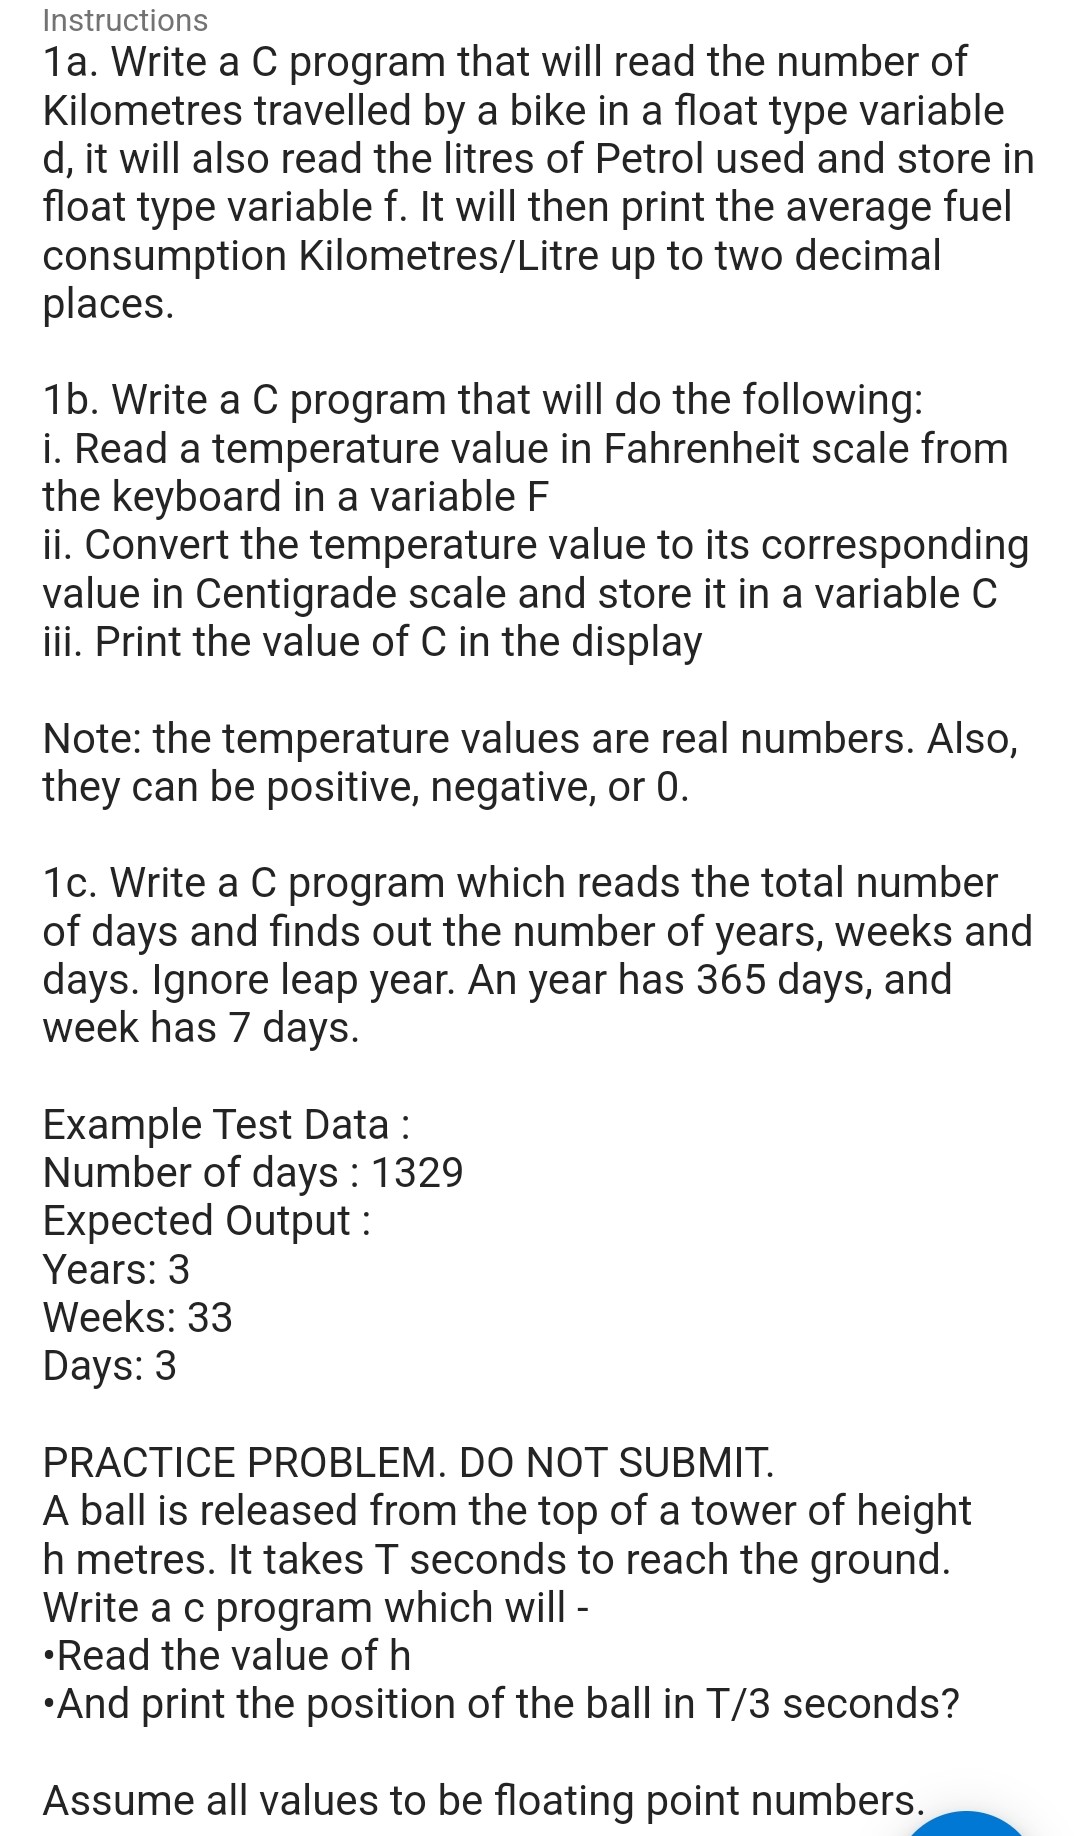 Instructions
1a. Write a C program that will read the number of
Kilometres travelled by a bike in a float type variable
d, it will also read the litres of Petrol used and store in
float type variable f. It will then print the average fuel
consumption Kilometres/Litre up to two decimal
places.
1b. Write a C program that will do the following:
i. Read a temperature value in Fahrenheit scale from
the keyboard in a variable F
ii. Convert the temperature value to its corresponding
value in Centigrade scale and store it in a variable C
iii. Print the value of C in the display
Note: the temperature values are real numbers. Also,
they can be positive, negative, or 0.
1c. Write a C program which reads the total number
of days and finds out the number of years, weeks and
days. Ignore leap year. An year has 365 days, and
week has 7 days.
Example Test Data :
Number of days : 1329
Expected Output :
Years: 3
Weeks: 33
Days: 3
PRACTICE PROBLEM. DO NOT SUBMIT.
A ball is released from the top of a tower of height
h metres. It takes T seconds to reach the ground.
Write a c program which will -
•Read the value of h
•And print the position of the ball in T/3 seconds?
Assume all values to be floating point numbers.